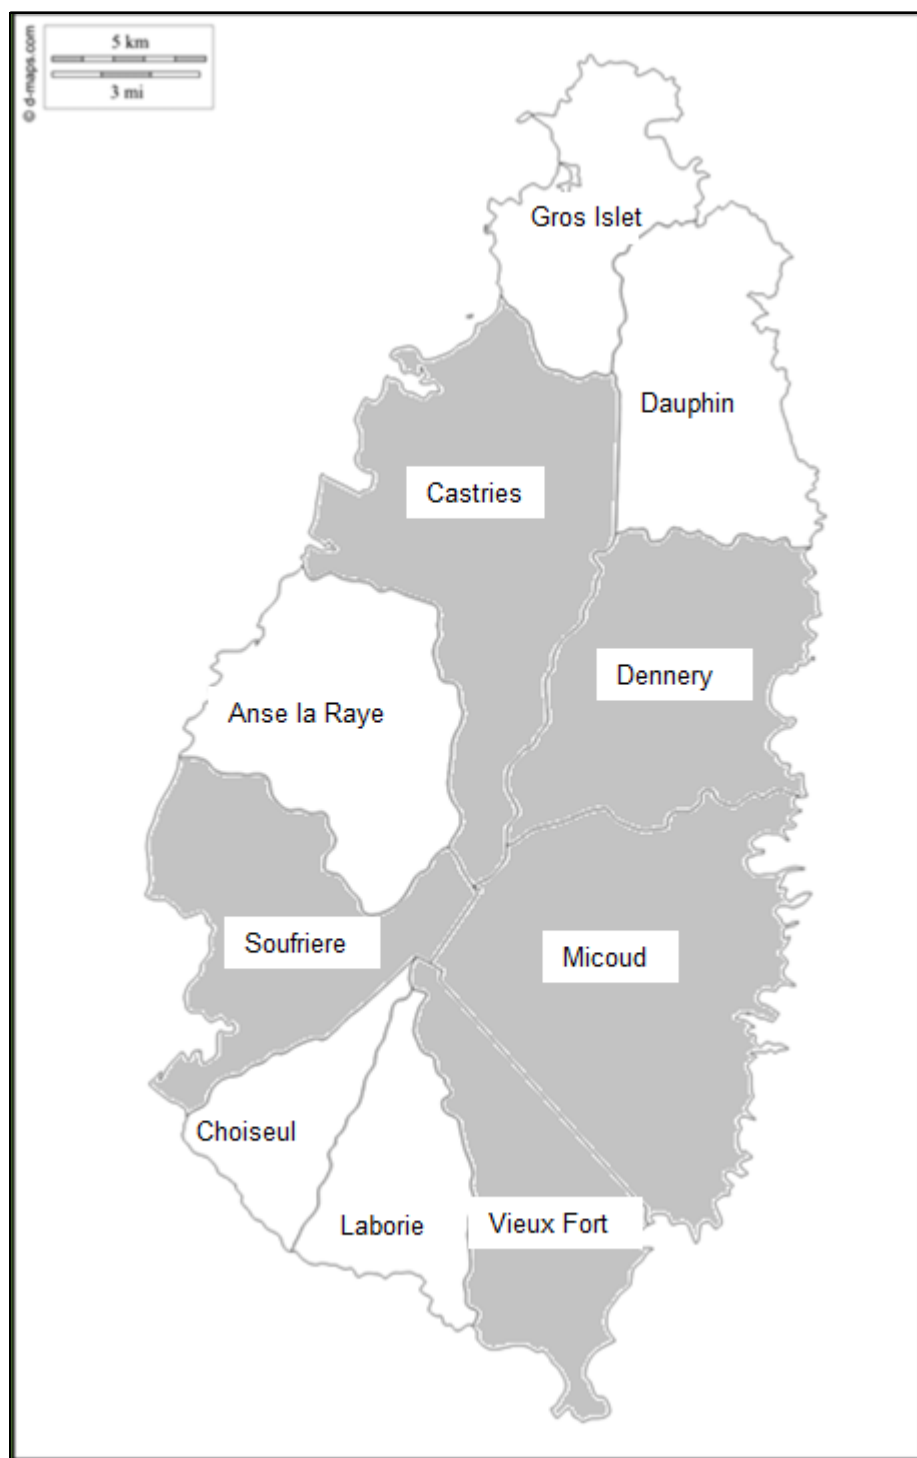 © d-maps.com
5 km
3 mi
Gros Islet
Dauphin
Castries
Dennery
Anse la Raye
Soufriere
Micoud
Choiseul
Laborie
Vieux Fort